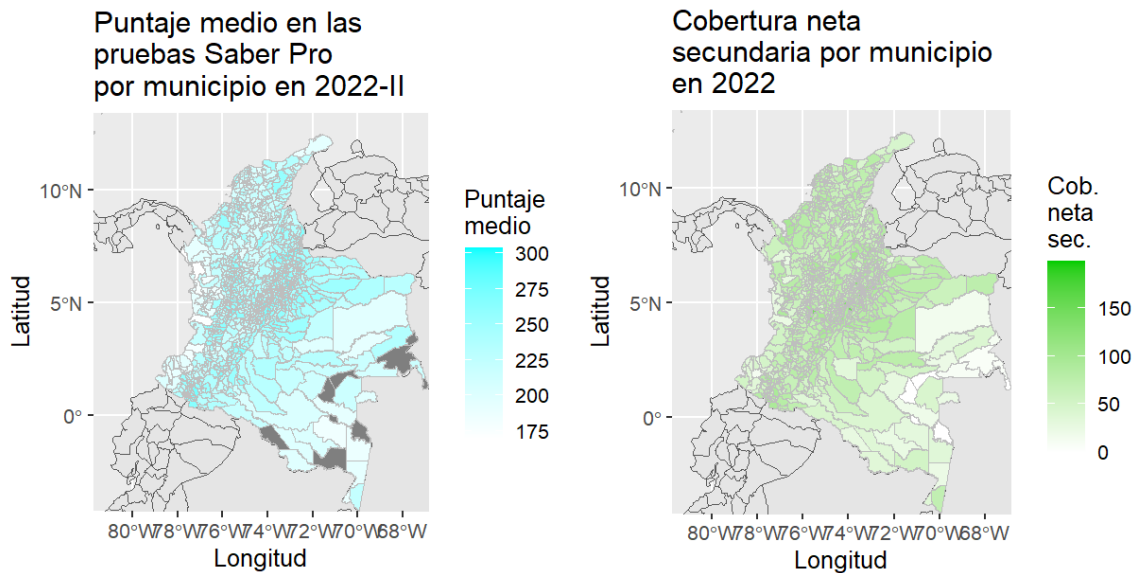 Puntaje medio en las
pruebas Saber Pro
por municipio en 2022-II
10°N
5°N
0°
Latitud
80°W78°W76°W74°W72°W70°W68°W
Longitud
Puntaje
medio
300
275
250
225
200
175
Cobertura neta
secundaria por municipio
en 2022
10°N
5°N
0°
Latitud
80°W78°W76°W74°W72°W70°W68°W
Longitud
Cob.
neta
sec.
150
100
50
0